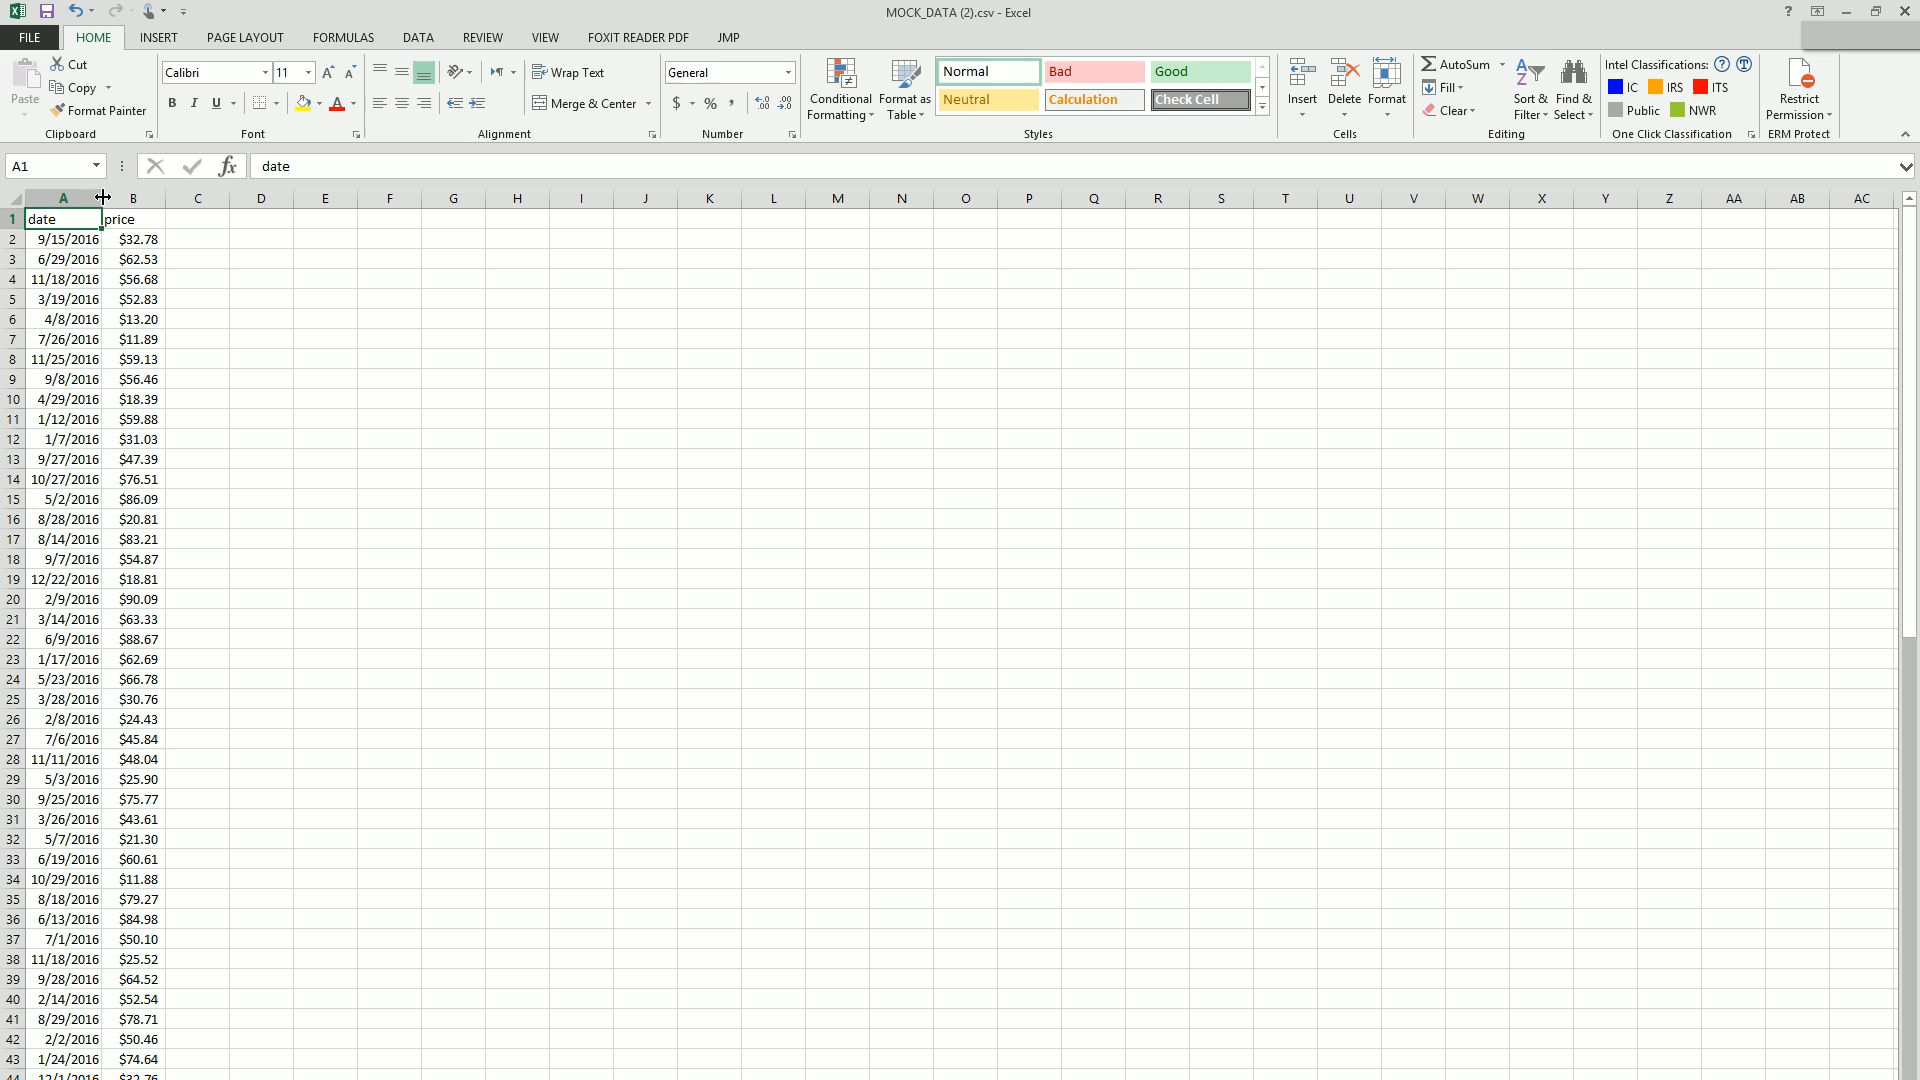 MOCK_DATA (2).csv - Excel
FILE HOME INSERT PAGE LAYOUT FORMULAS DATA REVIEW VIEW FOXIT READER PDF JMP
Paste
Cut
Copy
Format Painter
Clipboard
Calibri 11
B I U
Font
Wrap Text
Merge & Center
Alignment
General
$ % ,
Number
Conditional Formatting
Format as Table
Normal Bad Good
Neutral Calculation Check Cell
Styles
Insert Delete Format
Cells
AutoSum
Fill
Clear
Sort & Filter
Find & Select
Editing
Intel Classifications:
IC IRS ITS
Public NWR
One Click Classification
Restrict Permission
ERM Protect
A1 fx date
A B C D E F G H I J K L M N O P Q R S T U V W X Y Z AA AB AC
1 date price
2 9/15/2016 $32.78
3 6/29/2016 $62.53
4 11/18/2016 $56.68
5 3/19/2016 $52.83
6 4/8/2016 $13.20
7 7/26/2016 $11.89
8 11/25/2016 $59.13
9 9/8/2016 $56.46
10 4/29/2016 $18.39
11 1/12/2016 $59.88
12 1/7/2016 $31.03
13 9/27/2016 $47.39
14 10/27/2016 $76.51
15 5/2/2016 $86.09
16 8/28/2016 $20.81
17 8/14/2016 $83.21
18 9/7/2016 $54.87
19 12/22/2016 $18.81
20 2/9/2016 $90.09
21 3/14/2016 $63.33
22 6/9/2016 $88.67
23 1/17/2016 $62.69
24 5/23/2016 $66.78
25 3/28/2016 $30.76
26 2/8/2016 $24.43
27 7/6/2016 $45.84
28 11/11/2016 $48.04
29 5/3/2016 $25.90
30 9/25/2016 $75.77
31 3/26/2016 $43.61
32 5/7/2016 $21.30
33 6/19/2016 $60.61
34 10/29/2016 $11.88
35 8/18/2016 $79.27
36 6/13/2016 $84.98
37 7/1/2016 $50.10
38 11/18/2016 $25.52
39 9/28/2016 $64.52
40 2/14/2016 $52.54
41 8/29/2016 $78.71
42 2/2/2016 $50.46
43 1/24/2016 $74.64
44 12/1/2016 $32.76